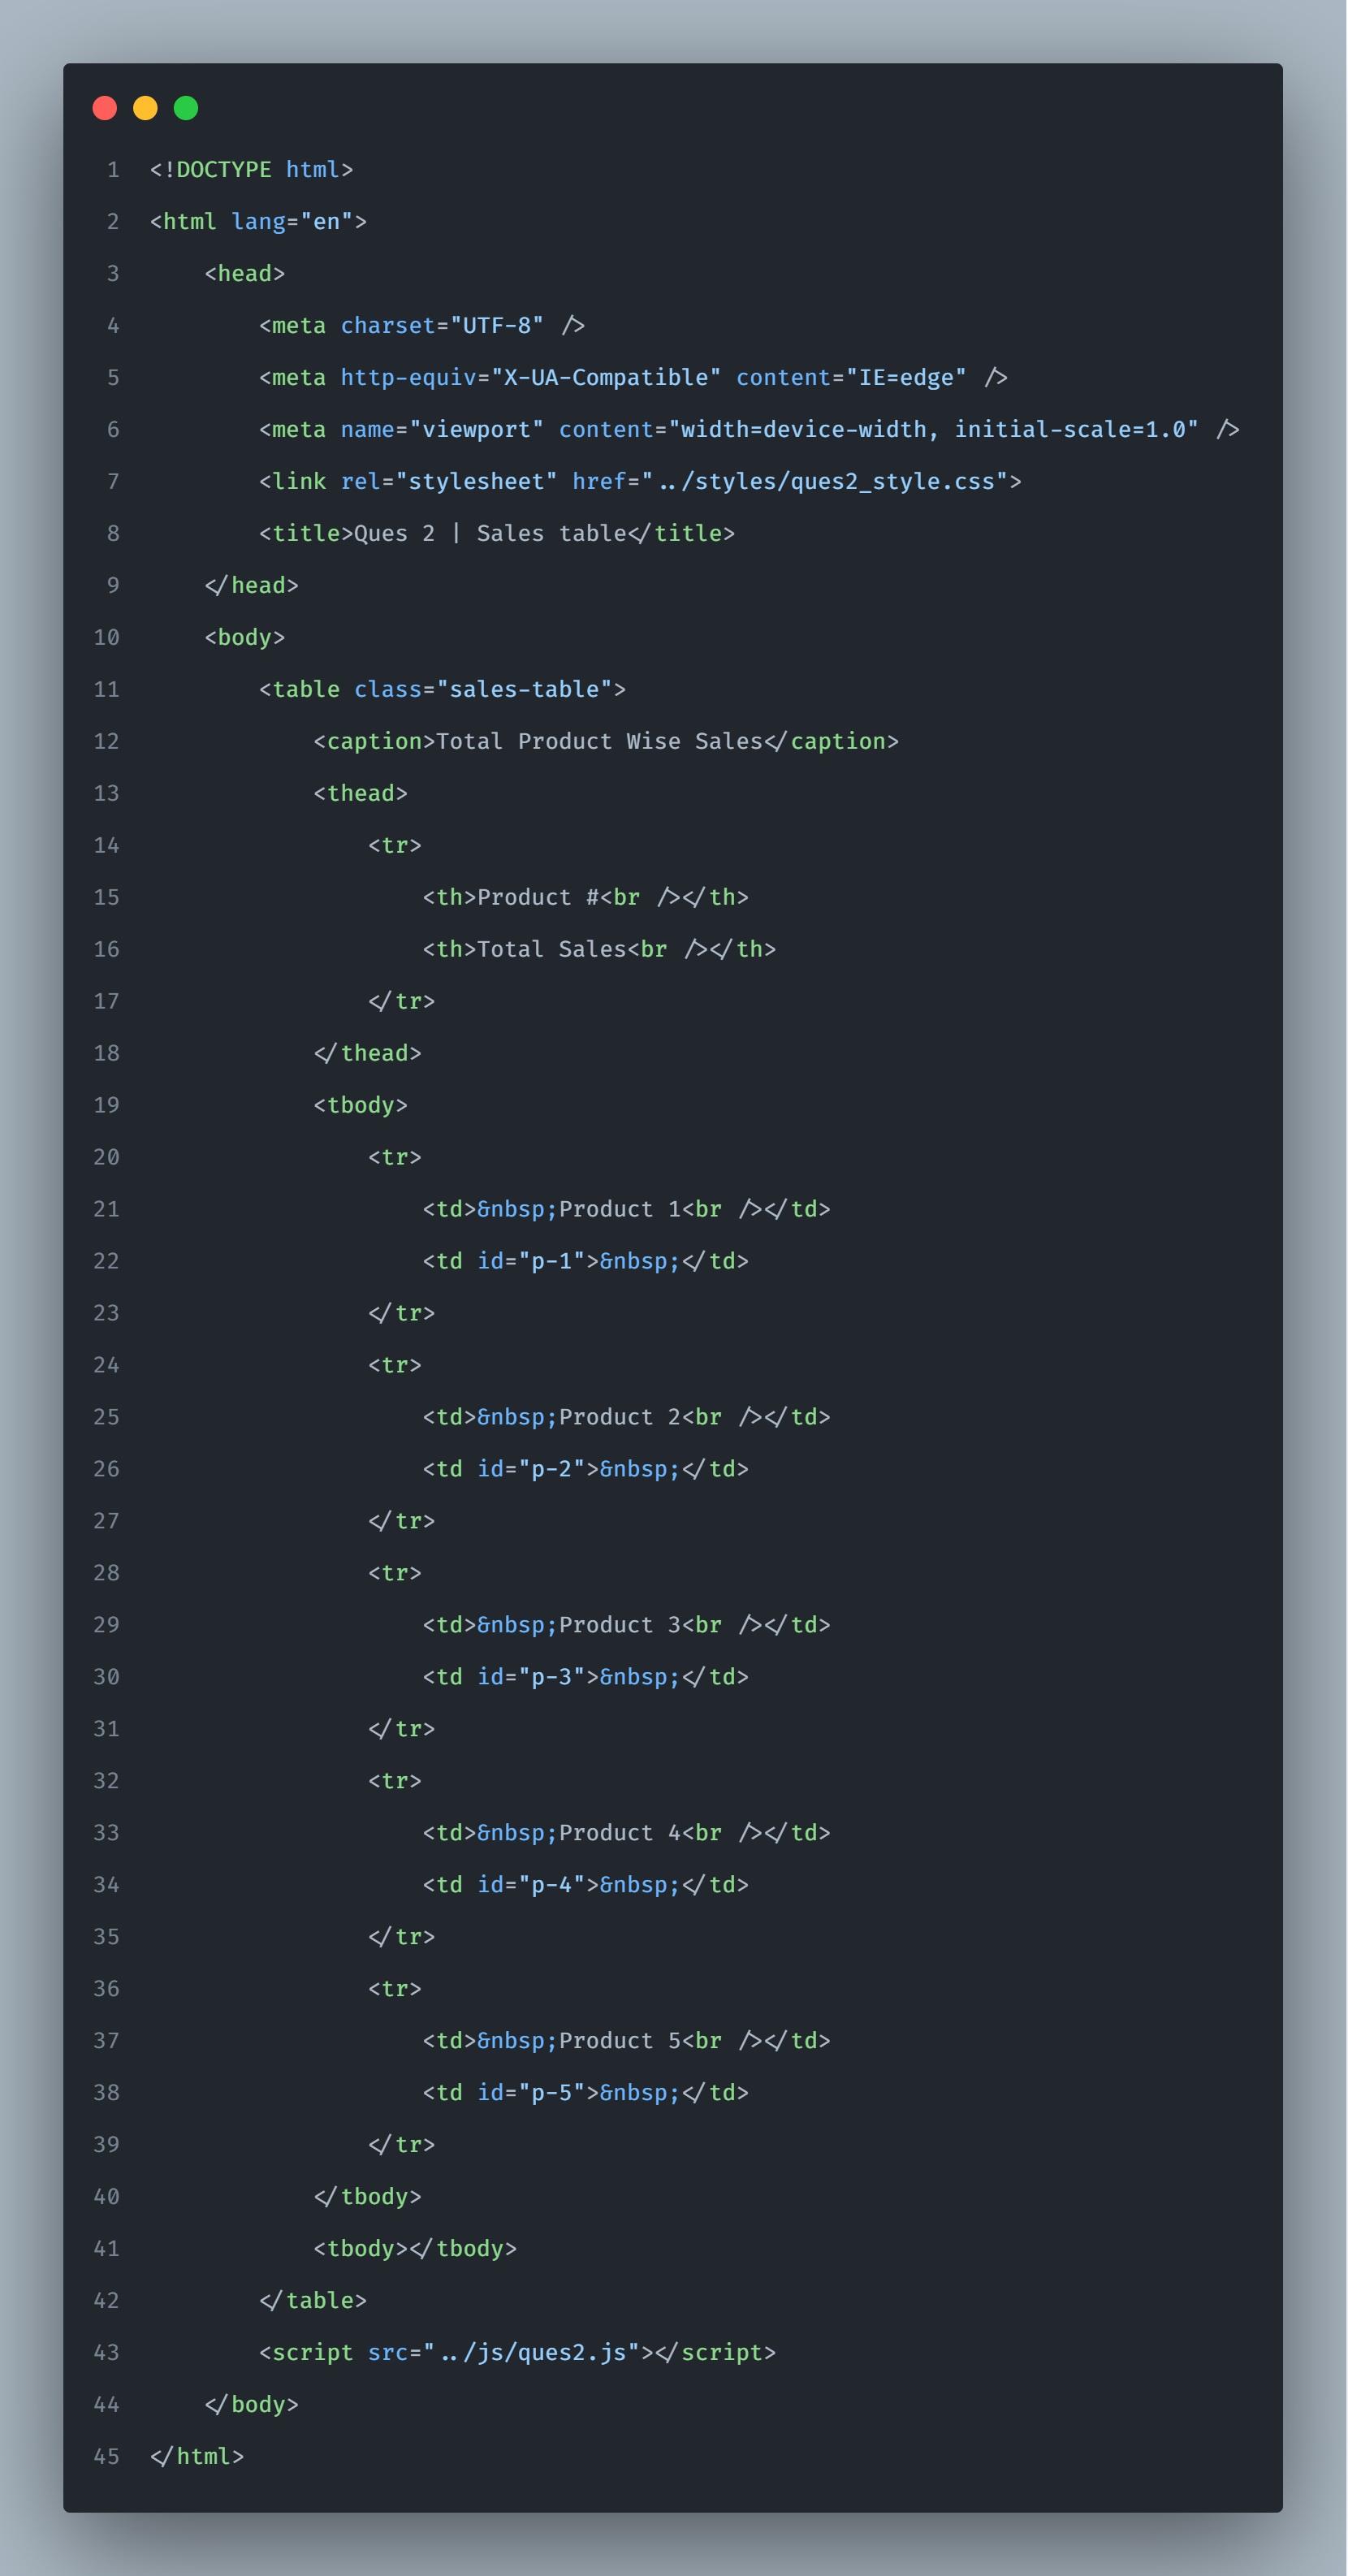 1 <!DOCTYPE html>
2 <html lang="en">
3     <head>
4         <meta charset="UTF-8" />
5         <meta http-equiv="X-UA-Compatible" content="IE=edge" />
6         <meta name="viewport" content="width=device-width, initial-scale=1.0" />
7         <link rel="stylesheet" href="../styles/ques2_style.css">
8         <title>Ques 2 | Sales table</title>
9     </head>
10     <body>
11         <table class="sales-table">
12             <caption>Total Product Wise Sales</caption>
13             <thead>
14                 <tr>
15                     <th>Product #<br /></th>
16                     <th>Total Sales<br /></th>
17                 </tr>
18             </thead>
19             <tbody>
20                 <tr>
21                     <td>&nbsp;Product 1<br /></td>
22                     <td id="p-1">&nbsp;</td>
23                 </tr>
24                 <tr>
25                     <td>&nbsp;Product 2<br /></td>
26                     <td id="p-2">&nbsp;</td>
27                 </tr>
28                 <tr>
29                     <td>&nbsp;Product 3<br /></td>
30                     <td id="p-3">&nbsp;</td>
31                 </tr>
32                 <tr>
33                     <td>&nbsp;Product 4<br /></td>
34                     <td id="p-4">&nbsp;</td>
35                 </tr>
36                 <tr>
37                     <td>&nbsp;Product 5<br /></td>
38                     <td id="p-5">&nbsp;</td>
39                 </tr>
40             </tbody>
41             <tbody></tbody>
42         </table>
43         <script src="../js/ques2.js"></script>
44     </body>
45 </html>